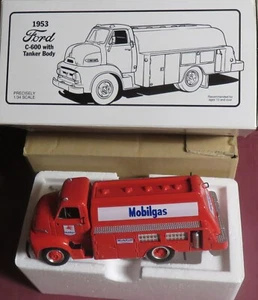 1953
Ford
C-600 with
Tanker Body
PRECISELY
1/34 SCALE
Mobilgas